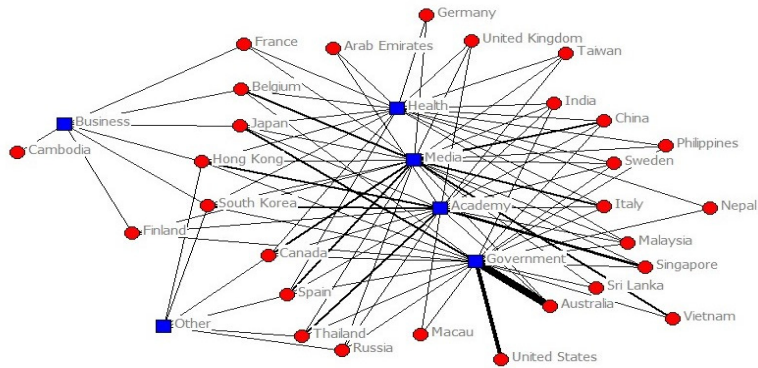 Germany
France
Arab Emirates
United Kingdom
Taiwan
Belgium
Health
India
Business
Japan
China
Cambodia
Hong Kong
Media
Philippines
Sweden
South Korea
Academy
Italy
Nepal
Finland
Malaysia
Canada
Government
Singapore
Spain
Sri Lanka
Australia
Other
Thailand
Macau
Vietnam
Russia
United States